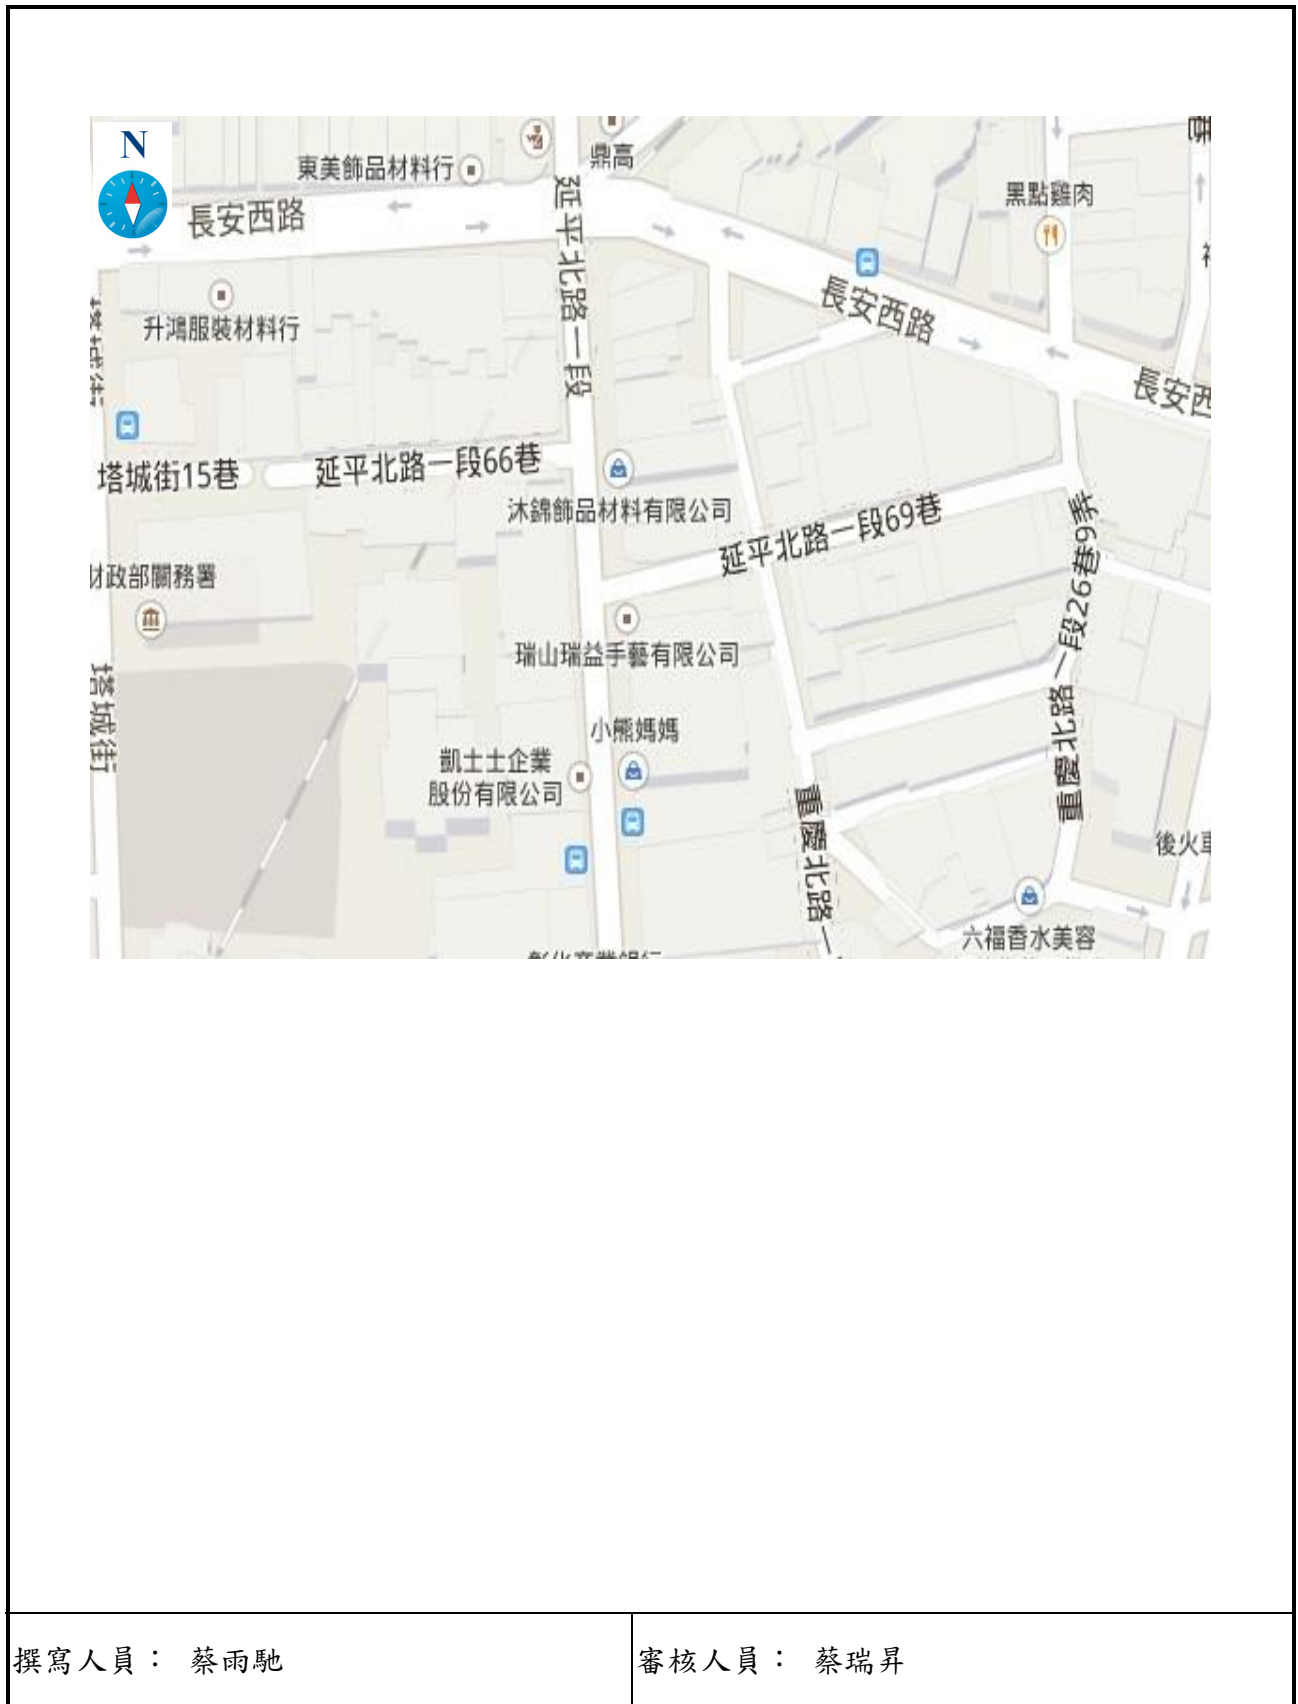 N
鼎高
東美飾品材料行
黑點雞肉
長安西路
延平北路一段
長安西路
升鴻服裝材料行
塔城街
長安西
塔城街15巷
延平北路一段66巷
沐錦飾品材料有限公司
延平北路一段69巷
重慶北路一段26巷9弄
財政部關務署
瑞山瑞益手藝有限公司
塔城街
小熊媽媽
凱士士企業
股份有限公司
重慶北路一
後火車
六福香水美容
撰寫人員： 蔡雨馳
審核人員： 蔡瑞昇